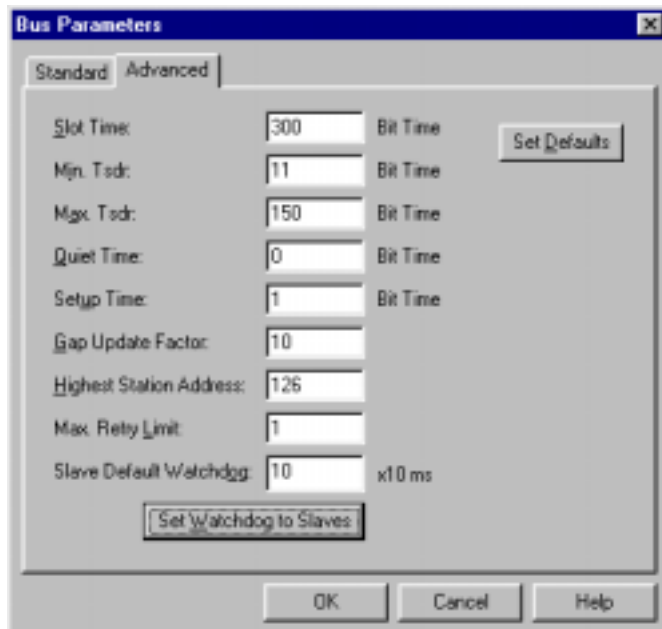 Bus Parameters
Standard Advanced
Slot Time: 300 Bit Time Set Defaults
Min. Tsdr: 11 Bit Time
Max. Tsdr: 150 Bit Time
Quiet Time: 0 Bit Time
Setup Time: 1 Bit Time
Gap Update Factor: 10
Highest Station Address: 126
Max. Retry Limit: 1
Slave Default Watchdog: 10 x10 ms
Set Watchdog to Slaves
OK Cancel Help